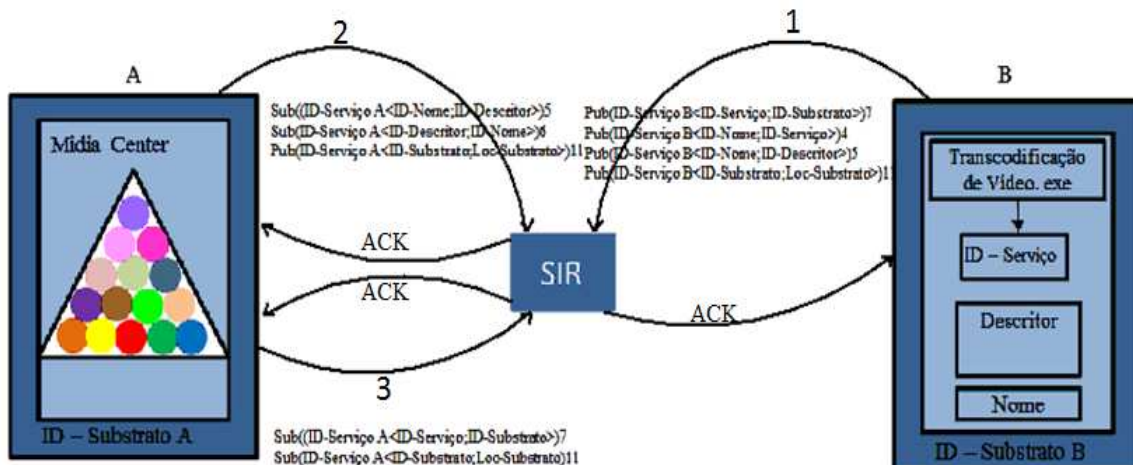 2
1
A
B
Sub((ID-Serviço A<ID-Nome;ID-Descritor>)5
Sub(ID-Serviço A<ID-Descritor;ID-Nome>)6
Pub(ID-Serviço A<ID-Substrato;Loc-Substrato>)11
Pub(ID-Serviço B<ID-Serviço;ID-Substrato>)7
Pub(ID-Serviço B<ID-Nome;ID-Serviço>)4
Pub(ID-Serviço B<ID-Nome;ID-Descritor>)5
Pub(ID-Serviço B<ID-Substrato;Loc-Substrato>)11
Mídia Center
Transcodificação
de Vídeo. exe
ID – Serviço
Descritor
Nome
ACK
ACK
SIR
ACK
3
ID – Substrato A
ID – Substrato B
Sub((ID-Serviço A<ID-Serviço;ID-Substrato>)7
Sub(ID-Serviço A<ID-Substrato;Loc-Substrato)11